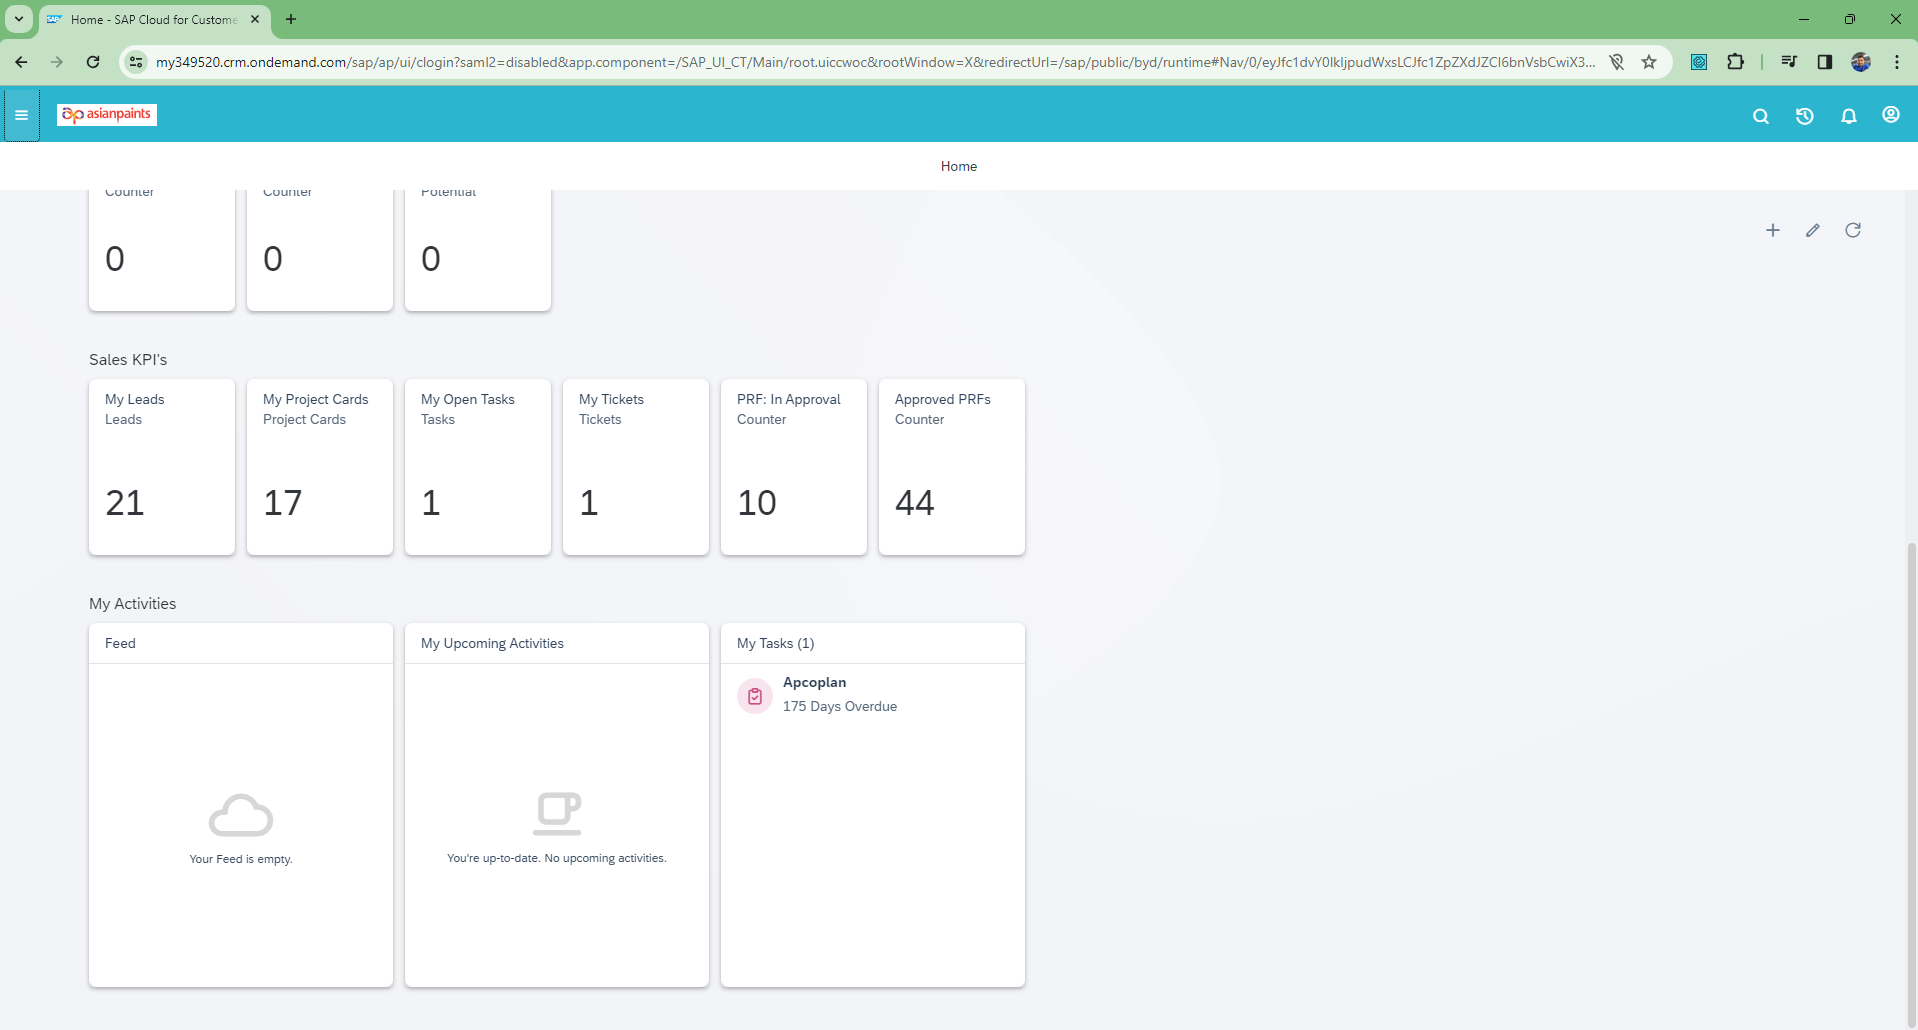 SAP Home - SAP Cloud for Custome
my349520.crm.ondemand.com/sap/ap/ui/clogin?saml2=disabled&app.component=/SAP_UI_CT/Main/root.uiccwoc&rootWindow=X&redirectUrl=/sap/public/byd/runtime#Nav/0/eyJfc1dvY0lkIjpudWxsLCJfc1ZpZXdJZCI6bnVsbCwiX3...
ap asianpaints
Home
Counter Counter Potential
0 0 0
Sales KPI's
My Leads My Project Cards My Open Tasks My Tickets PRF: In Approval Approved PRFs
Leads Project Cards Tasks Tickets Counter Counter
21 17 1 1 10 44
My Activities
Feed My Upcoming Activities My Tasks (1)
Apcoplan
175 Days Overdue
Your Feed is empty. You're up-to-date. No upcoming activities.